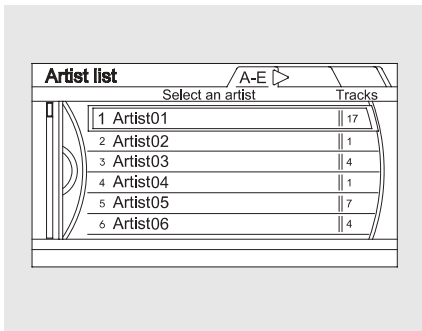 Artist list A-E
Select an artist Tracks
1 Artist01 17
2 Artist02 1
3 Artist03 4
4 Artist04 1
5 Artist05 7
6 Artist06 4